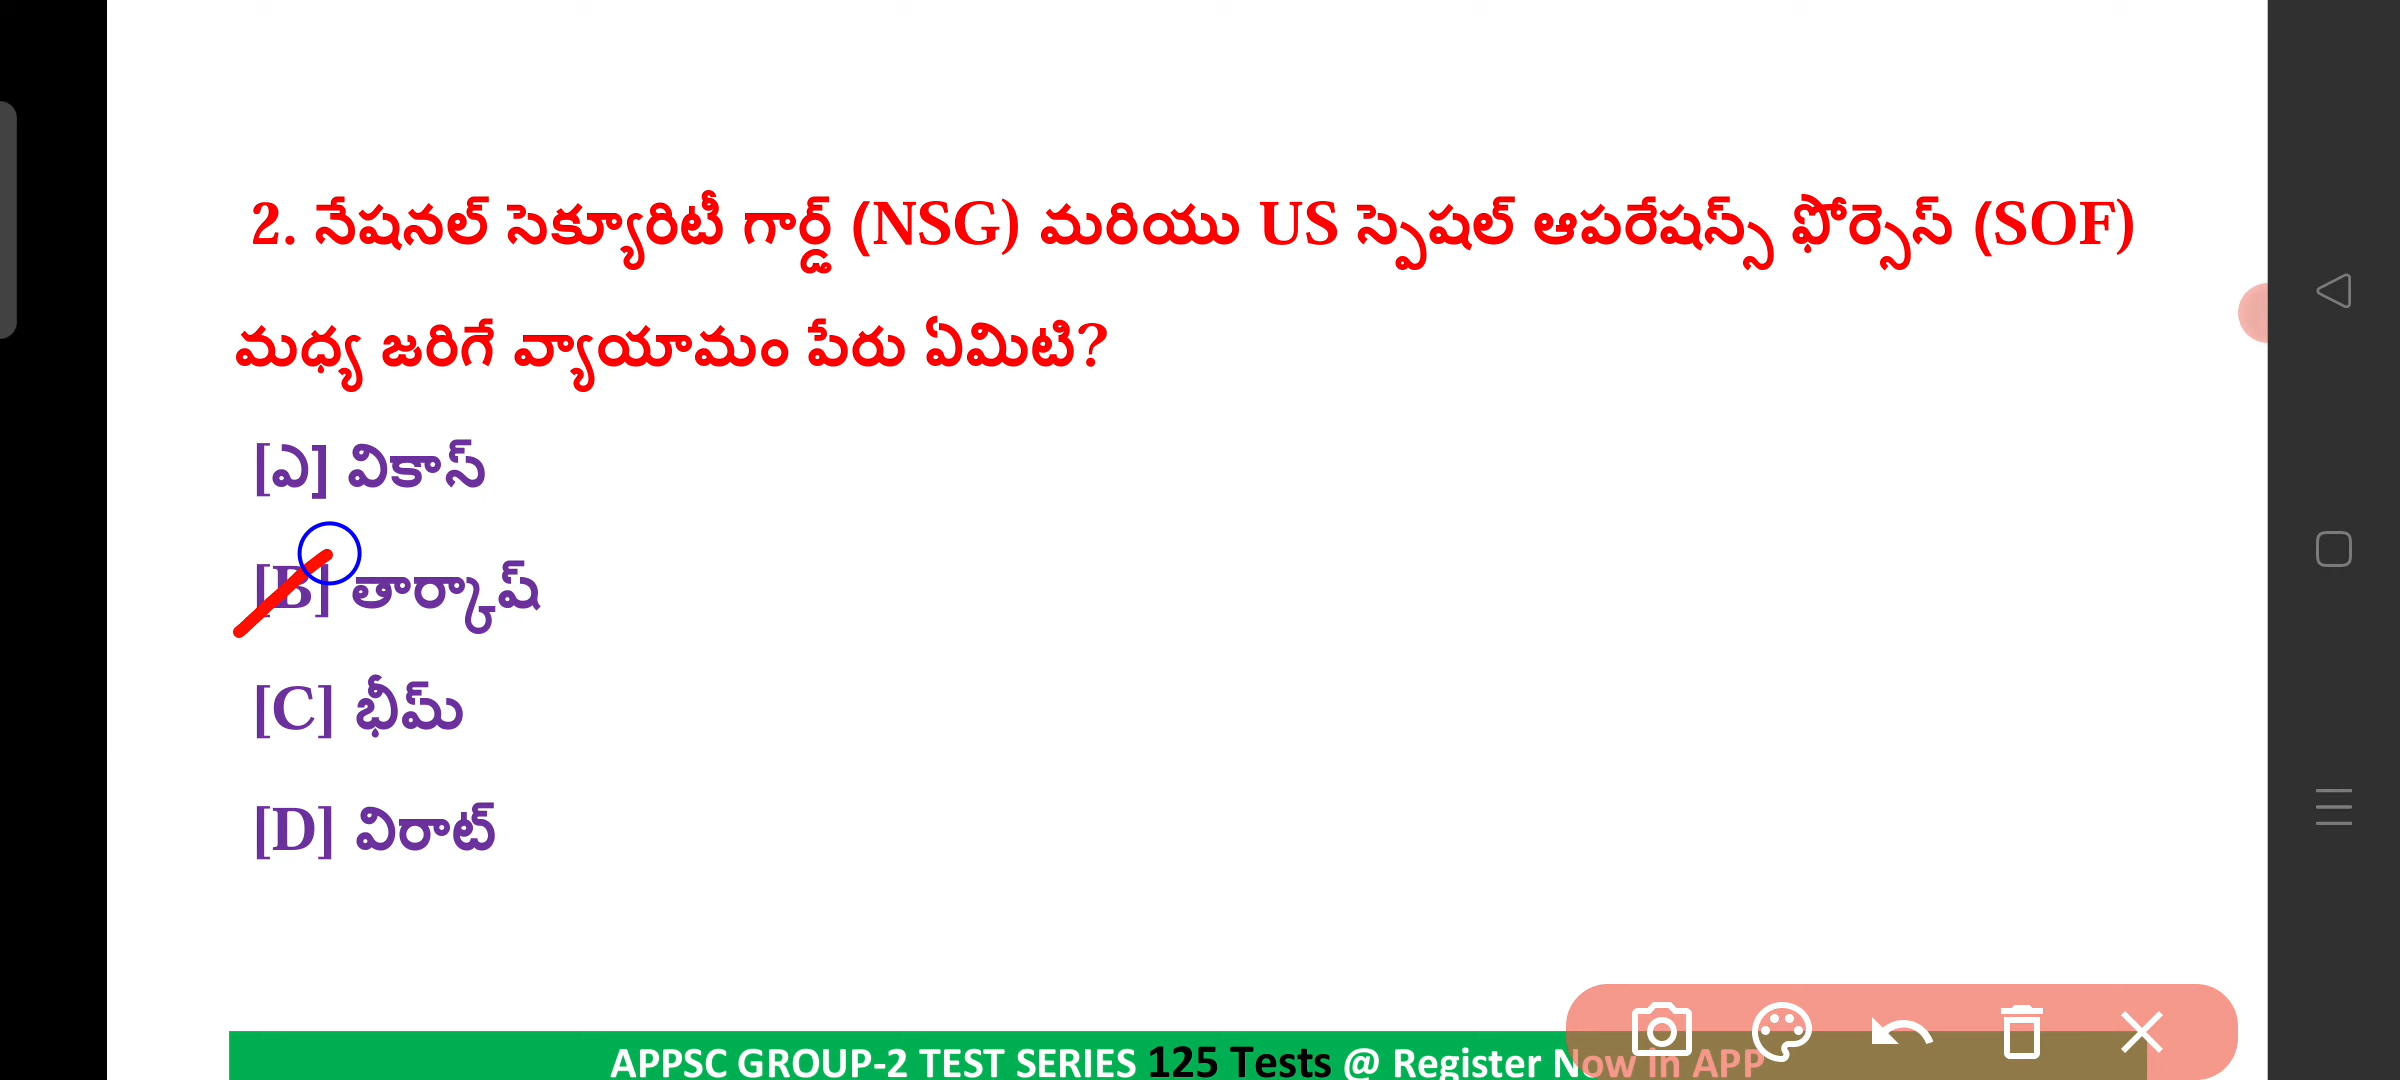 2. నేషనల్ సెక్యూరిటీ గార్డ్ (NSG) మరియు US స్పెషల్ ఆపరేషన్స్ ఫోర్సెస్ (SOF)
మధ్య జరిగే వ్యాయామం పేరు ఏమిటి?
[ఎ] వికాస్
[B] తార్కాష్
[C] భీమ్
[D] విరాట్
APPSC GROUP-2 TEST SERIES 125 Tests @ Register Now In APP